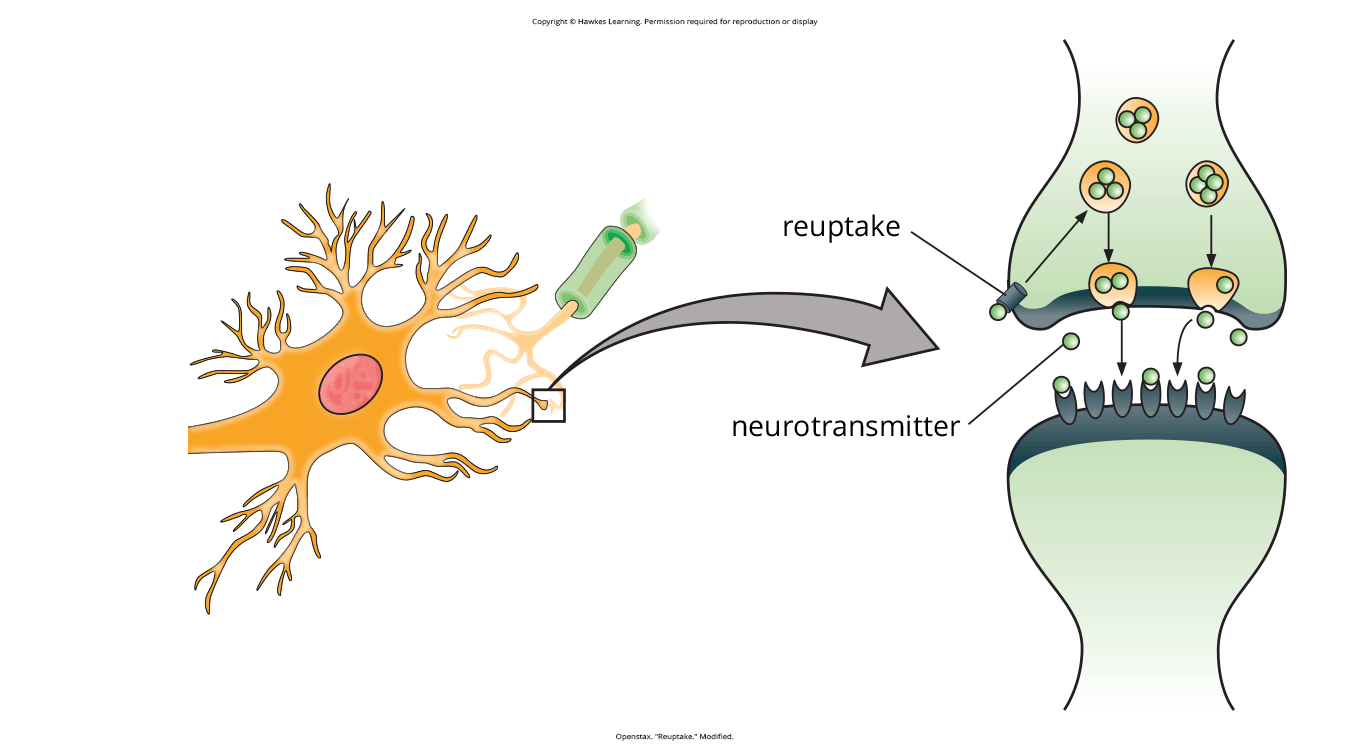 Copyright © Hawkes Learning. Permission required for reproduction or display
reuptake
neurotransmitter
Openstax. "Reuptake." Modified.